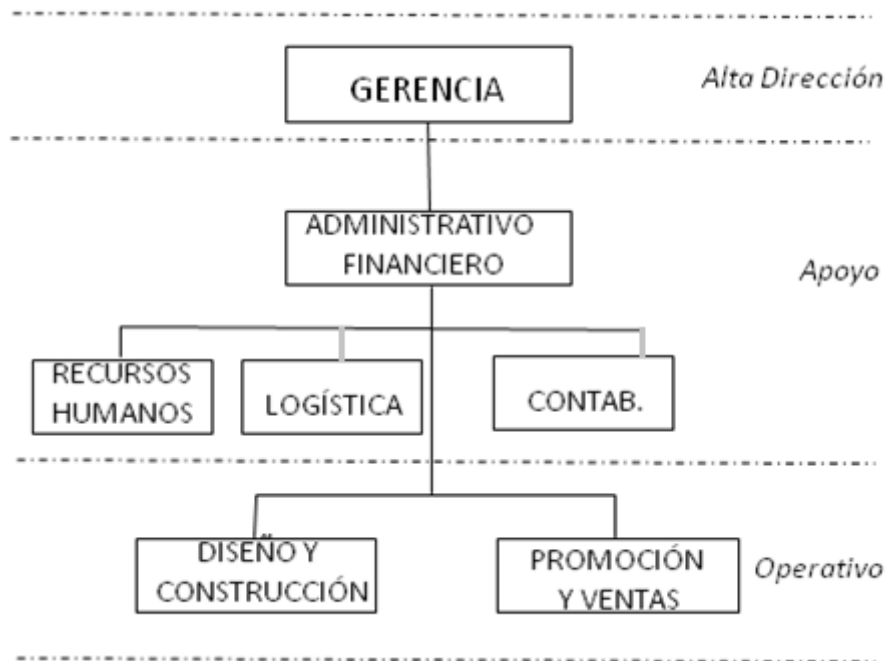 GERENCIA
Alta Dirección
ADMINISTRATIVO
FINANCIERO
Apoyo
RECURSOS
HUMANOS
LOGÍSTICA
CONTAB.
DISEÑO Y
CONSTRUCCIÓN
PROMOCIÓN
Y VENTAS
Operativo